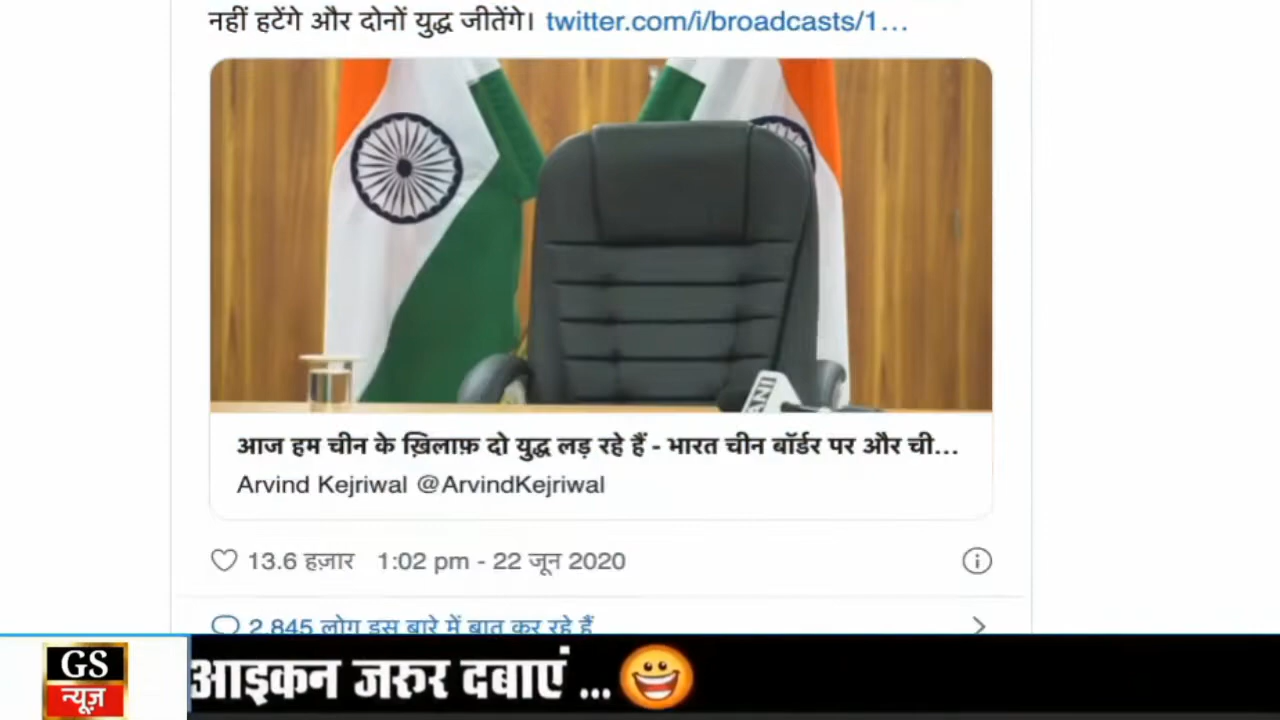 नहीं हटेंगे और दोनों युद्ध जीतेंगे। twitter.com/i/broadcasts/1…
ANI
आज हम चीन के ख़िलाफ़ दो युद्ध लड़ रहे हैं - भारत चीन बॉर्डर पर और ची…
Arvind Kejriwal @ArvindKejriwal
13.6 हज़ार 1:02 pm - 22 जून 2020
2,845 लोग इस बारे में बात कर रहे हैं
GS
न्यूज़
आइकन जरुर दबाएं ...